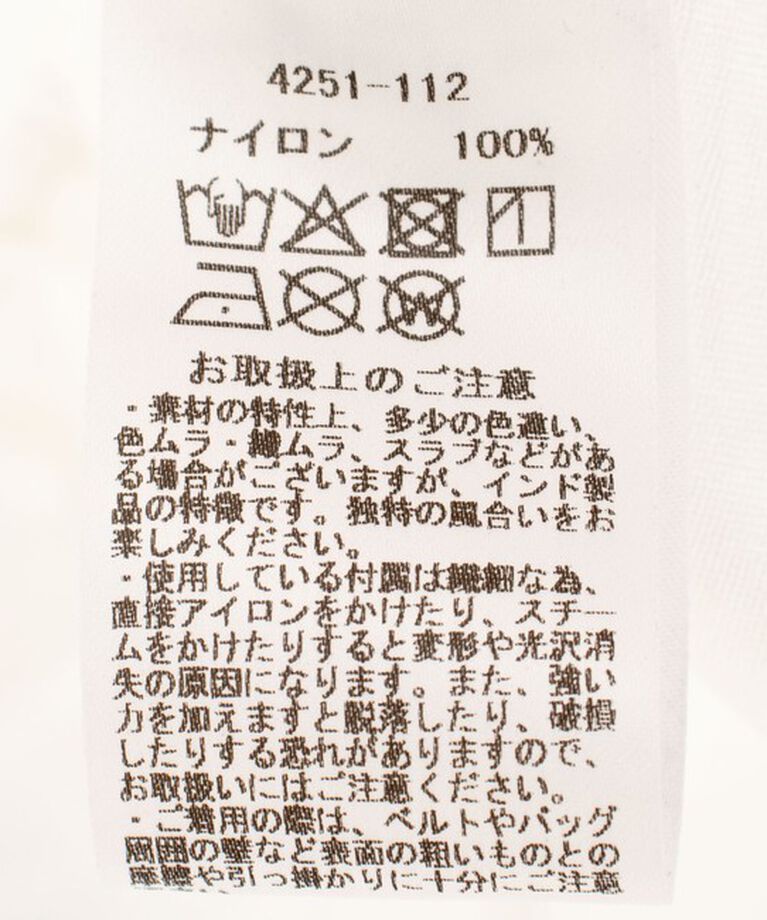 4251-112
ナイロン 100%
お取扱上のご注意
・素材の特性上、多少の色違い、
色ムラ・織ムラ、スラブなどがあ
る場合がございますが、インド製
品の特徴です。独特の風合いをお
楽しみください。
・使用している付属は繊細な為、
直接アイロンをかけたり、スチー
ムをかけたりすると変形や光沢消
失の原因になります。また、強い
力を加えますと脱落したり、破損
したりする恐れがありますので、
お取扱いにはご注意ください。
・ご着用の際は、ベルトやバッグ
周囲の壁など表面の粗いものとの
摩擦や引っ掛かりに十分にご注意